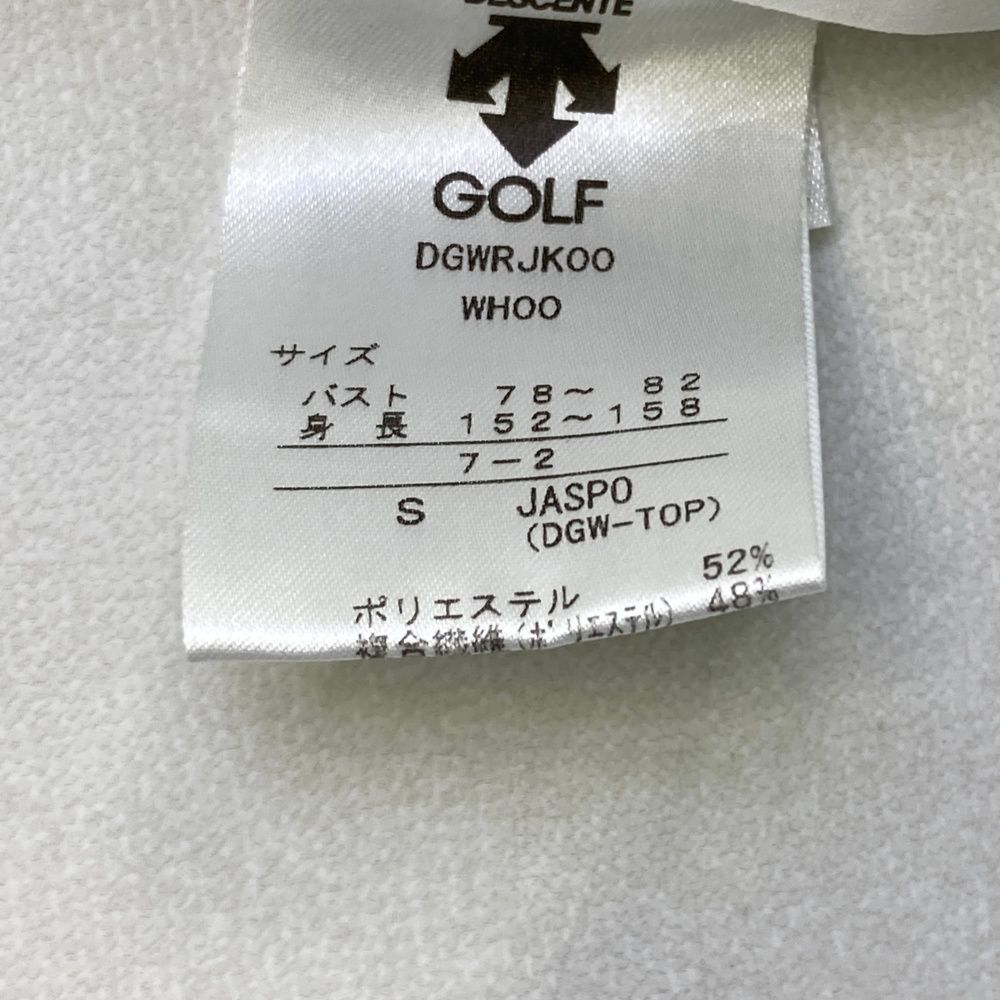 DESCENTE
GOLF
DGWRJK00
WH00
サイズ
バスト 78～ 82
身 長 152～158
7-2
S JASPO
(DGW-TOP)
ポリエステル 52%
複合繊維(ポリエステル) 48%